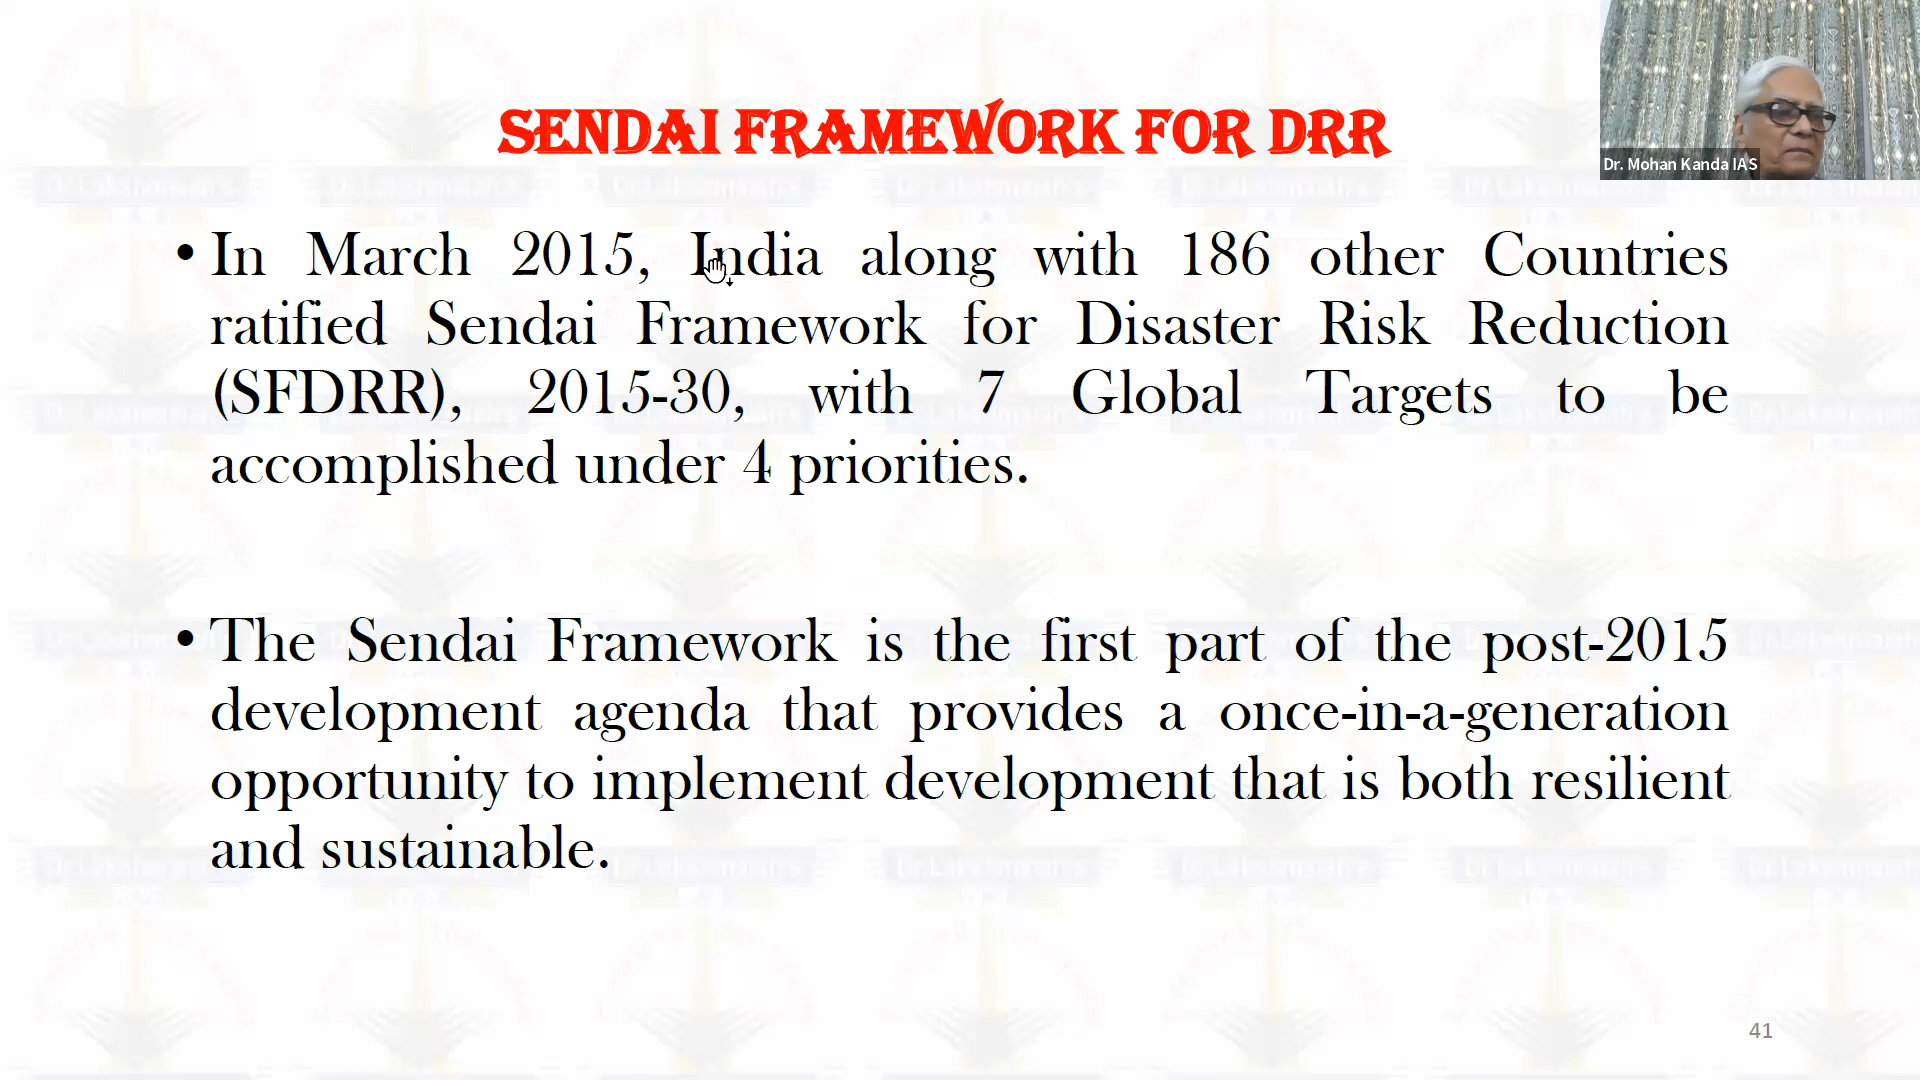 SENDAI FRAMEWORK FOR DRR
Dr. Mohan Kanda IAS
• In March 2015, India along with 186 other Countries
ratified Sendai Framework for Disaster Risk Reduction
(SFDRR), 2015-30, with 7 Global Targets to be
accomplished under 4 priorities.
• The Sendai Framework is the first part of the post-2015
development agenda that provides a once-in-a-generation
opportunity to implement development that is both resilient
and sustainable.
41